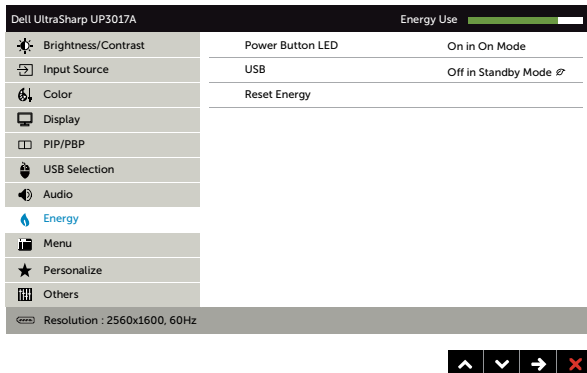 Dell UltraSharp UP3017A Energy Use
Brightness/Contrast Power Button LED On in On Mode
Input Source USB Off in Standby Mode
Color Reset Energy
Display
PIP/PBP
USB Selection
Audio
Energy
Menu
Personalize
Others
Resolution : 2560x1600, 60Hz